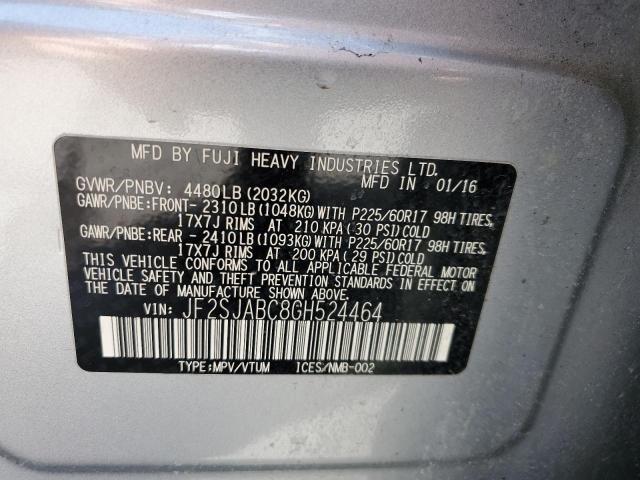 MFD BY FUJI HEAVY INDUSTRIES LTD.
MFD IN 01/16
GVWR/PNBV: 4480LB (2032KG)
GAWR/PNBE:FRONT- 2310LB (1048KG) WITH P225/60R17 98H TIRES,
17X7J RIMS AT 210 KPA (30 PSI) COLD
GAWR/PNBE:REAR - 2410LB (1093KG) WITH P225/60R17 98H TIRES,
17X7J RIMS AT 200 KPA (29 PSI) COLD
THIS VEHICLE CONFORMS TO ALL APPLICABLE FEDERAL MOTOR
VEHICLE SAFETY AND THEFT PREVENTION STANDARDS IN EFFECT ON
THE DATE OF MANUFACTURE SHOWN ABOVE.
VIN: JF2SJABC8GH524464
TYPE:MPV/VTUM ICES/NMB-002